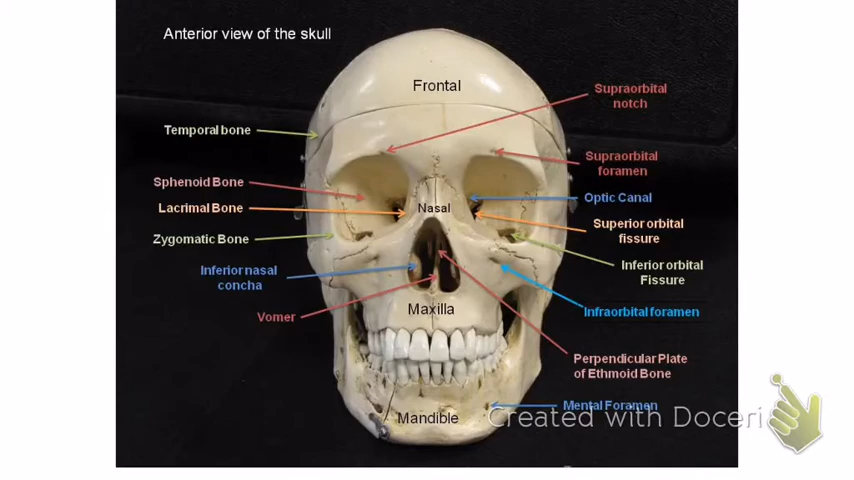 Anterior view of the skull
Frontal
Supraorbital
notch
Temporal bone
Supraorbital
foramen
Sphenoid Bone
Optic Canal
Lacrimal Bone
Nasal
Superior orbital
fissure
Zygomatic Bone
Inferior orbital
Fissure
Inferior nasal
concha
Infraorbital foramen
Maxilla
Vomer
Perpendicular Plate
of Ethmoid Bone
Mental Foramen
Mandible
Created with Doceri